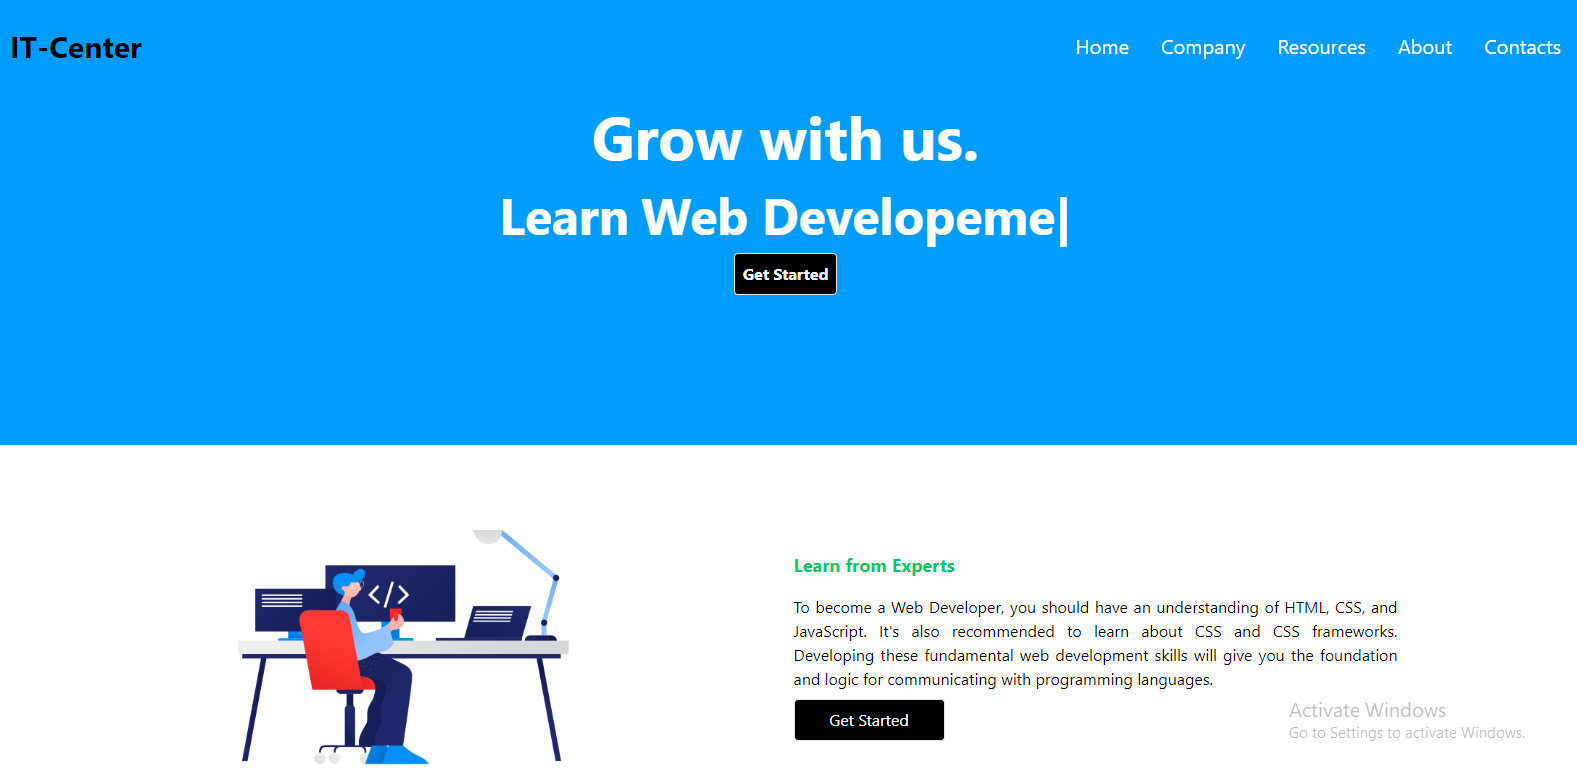 IT-Center
Home Company Resources About Contacts
Grow with us.
Learn Web Developeme|
Get Started
</>
Learn from Experts
To become a Web Developer, you should have an understanding of HTML, CSS, and
JavaScript. It's also recommended to learn about CSS and CSS frameworks.
Developing these fundamental web development skills will give you the foundation
and logic for communicating with programming languages.
Get Started
Activate Windows
Go to Settings to activate Windows.